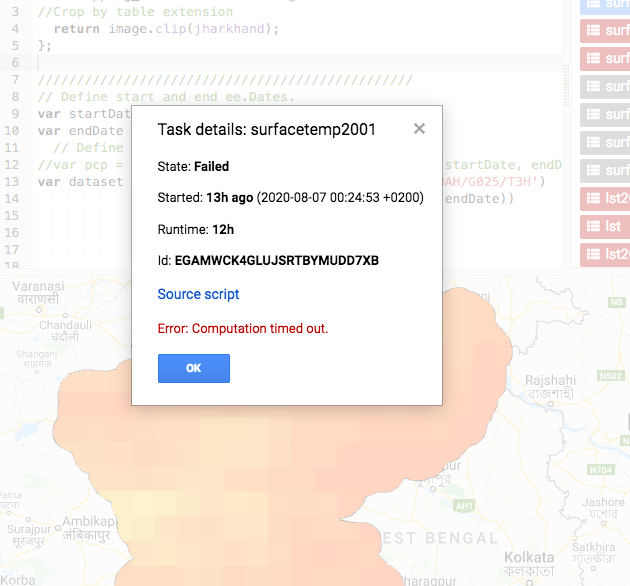 3 //Crop by table extension
4 return image.clip(jharkhand);
5 };
6
7 ////////////////////////////////////////////////
8 // Define start and end ee.Dates.
9 var startDat
10 var endDate
11 // Define
12 //var pcp = startDate, endD
13 var dataset AH/G025/T3H')
14 endDate))
15
16
17
18
surf
surf
surf
surf
surf
surf
surf
lst2
lst
lst2
Task details: surfacetemp2001
State: Failed
Started: 13h ago (2020-08-07 00:24:53 +0200)
Runtime: 12h
Id: EGAMWCK4GLUJSRTBYMUDD7XB
Source script
Error: Computation timed out.
OK
Varanasi
वाराणसी
Chandauli
चंदौली
Shahganj
शाहगंज
N5
N502
Rajshahi
রাজশাহী
N704
pur
AH1
Jashore
যশোর
Patna
পাটনা
Surajpur
सूरजपुर
Ambikap
अंबिकापुर
EST BENGAL
Satkhira
সাতক্ষীরা
Kolkata
কলকাতা
Korba
haragpur